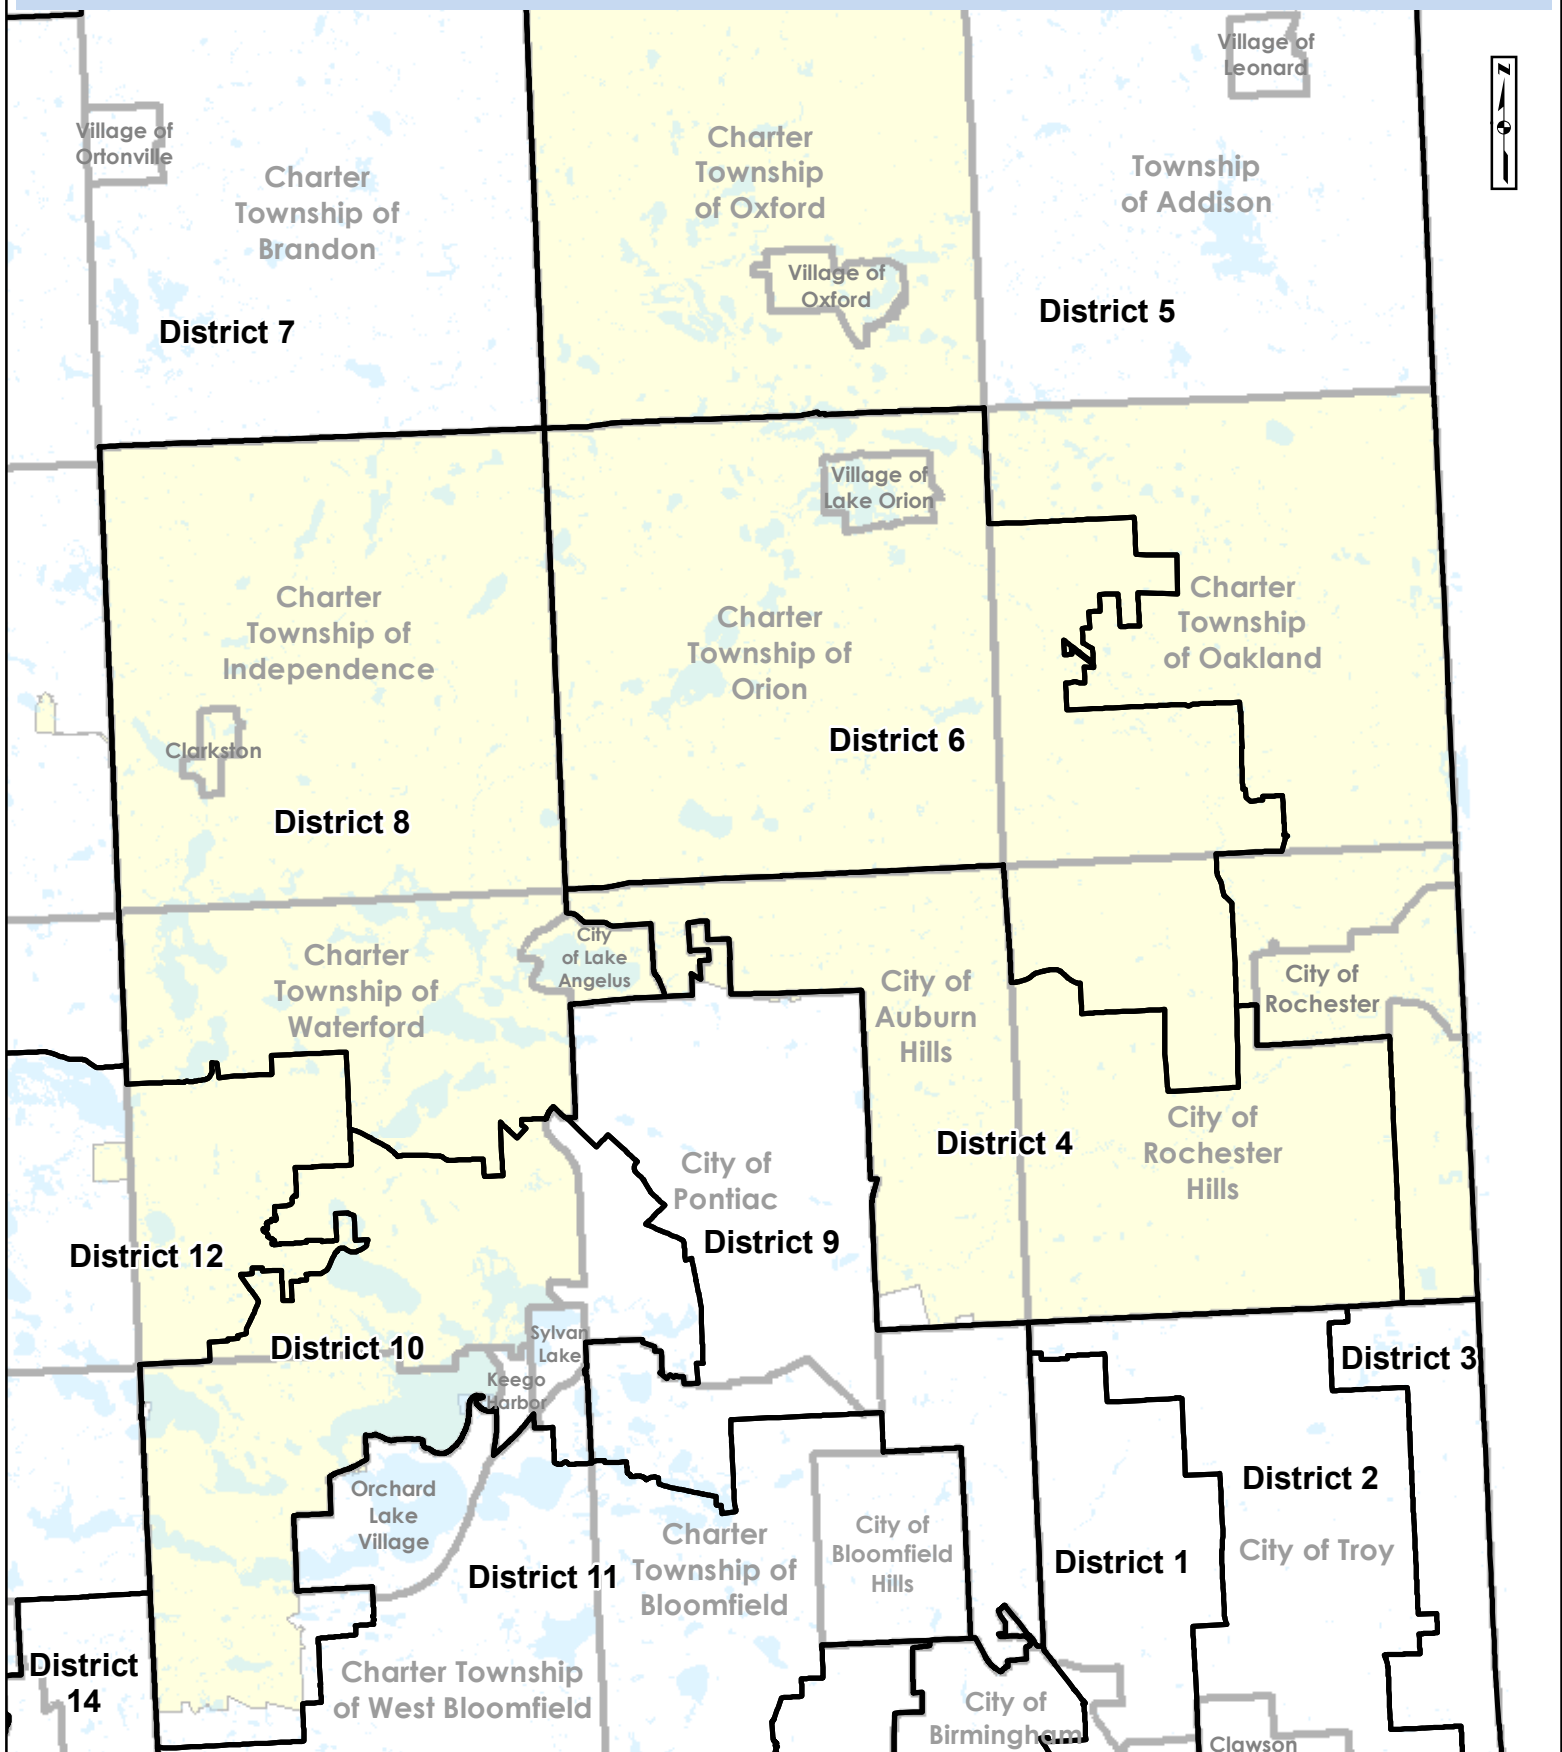 Village of
Leonard
N
Village of
Ortonville
Charter
Township of
Brandon
Charter
Township
of Oxford
Township
of Addison
Village of
Oxford
District 7
District 5
Village of
Lake Orion
Charter
Township of
Independence
Charter
Township of
Orion
Charter
Township
of Oakland
Clarkston
District 6
District 8
Charter
Township of
Waterford
City
of Lake
Angelus
City of
Auburn
Hills
City of
Rochester
City of
Pontiac
District 4
City of
Rochester
Hills
District 12
District 9
District 10
Sylvan
Lake
Keego
Harbor
District 3
Orchard
Lake
Village
District 2
Charter
Township of
Bloomfield
City of
Bloomfield
Hills
District 1
City of Troy
District 11
District
14
Charter Township
of West Bloomfield
City of
Birmingham
Clawson